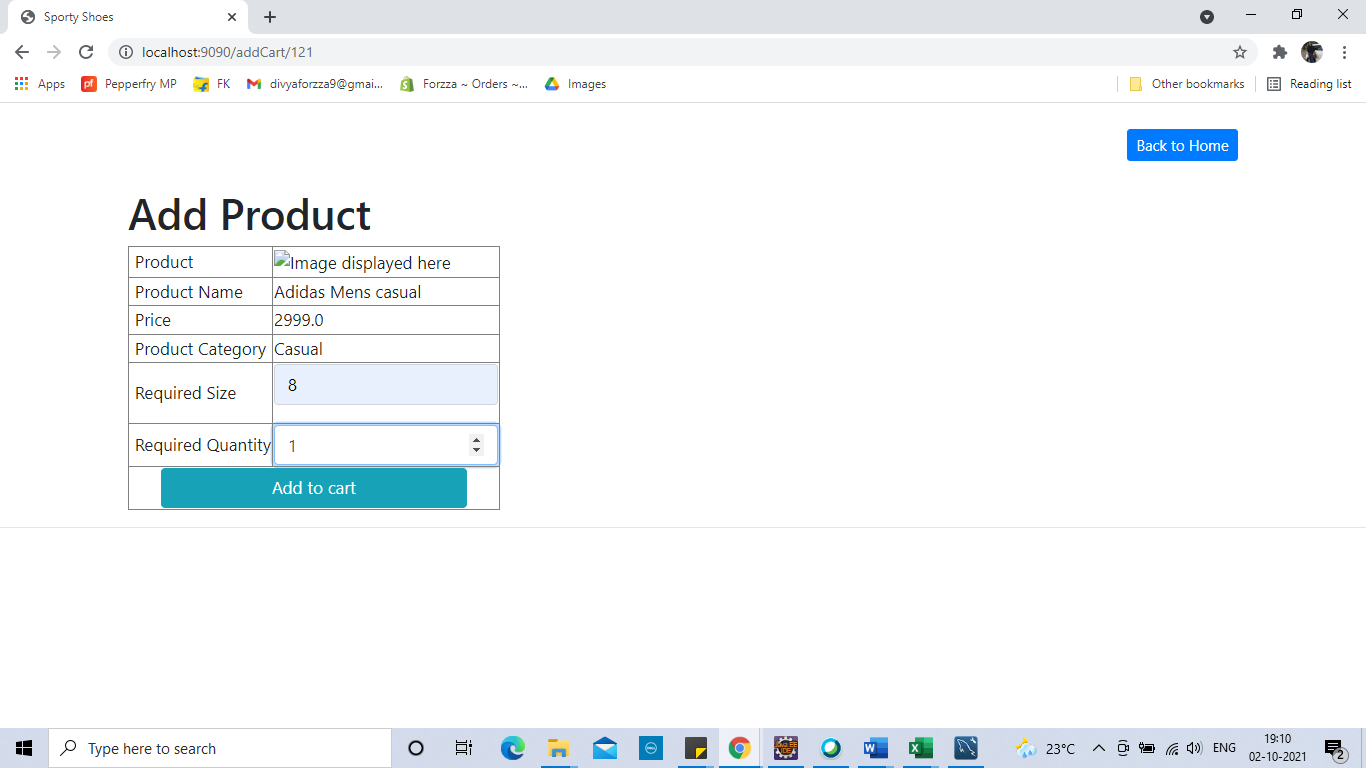 Sporty Shoes
localhost:9090/addCart/121
Apps Pepperfry MP FK divyaforzza9@gmai... Forzza ~ Orders ~... Images Other bookmarks Reading list
Back to Home
Add Product
Product Image displayed here
Product Name Adidas Mens casual
Price 2999.0
Product Category Casual
Required Size 8
Required Quantity 1
Add to cart
Type here to search
23°C ENG
19:10
02-10-2021
2